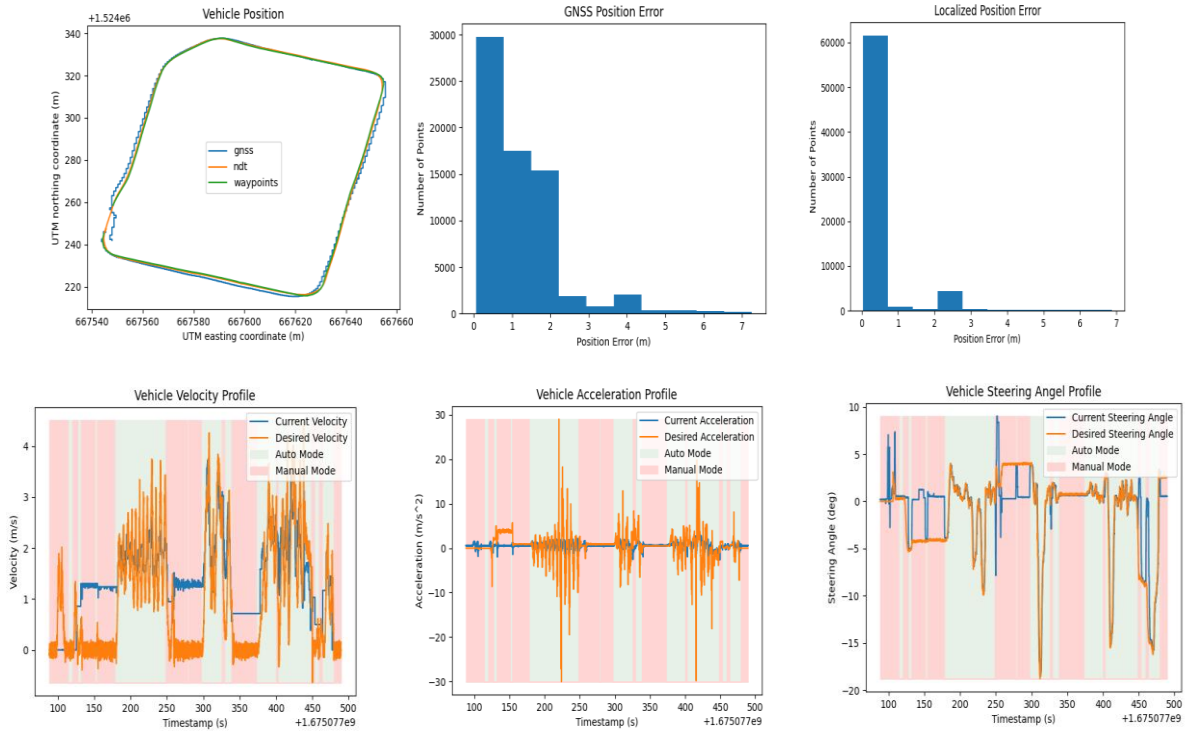 Vehicle Position
+1.524e6
340
320
300
280
260
240
220
UTM northing coordinate (m)
gnss
ndt
waypoints
667540 667560 667580 667600 667620 667640 667660
UTM easting coordinate (m)
GNSS Position Error
30000
25000
20000
15000
10000
5000
0
Number of Points
0 1 2 3 4 5 6 7
Position Error (m)
Localized Position Error
60000
50000
40000
30000
20000
10000
0
Number of Points
0 1 2 3 4 5 6 7
Position Error (m)
Vehicle Velocity Profile
4
3
2
1
0
Velocity (m/s)
Current Velocity
Desired Velocity
Auto Mode
Manual Mode
100 150 200 250 300 350 400 450 500
Timestamp (s)
+1.675077e9
Vehicle Acceleration Profile
30
20
10
0
−10
−20
−30
Acceleration (m/s^2)
Current Acceleration
Desired Acceleration
Auto Mode
Manual Mode
100 150 200 250 300 350 400 450 500
Timestamp (s)
+1.675077e9
Vehicle Steering Angel Profile
10
5
0
−5
−10
−15
−20
Steering Angle (deg)
Current Steering Angle
Desired Steering Angle
Auto Mode
Manual Mode
100 150 200 250 300 350 400 450 500
Timestamp (s)
+1.675077e9